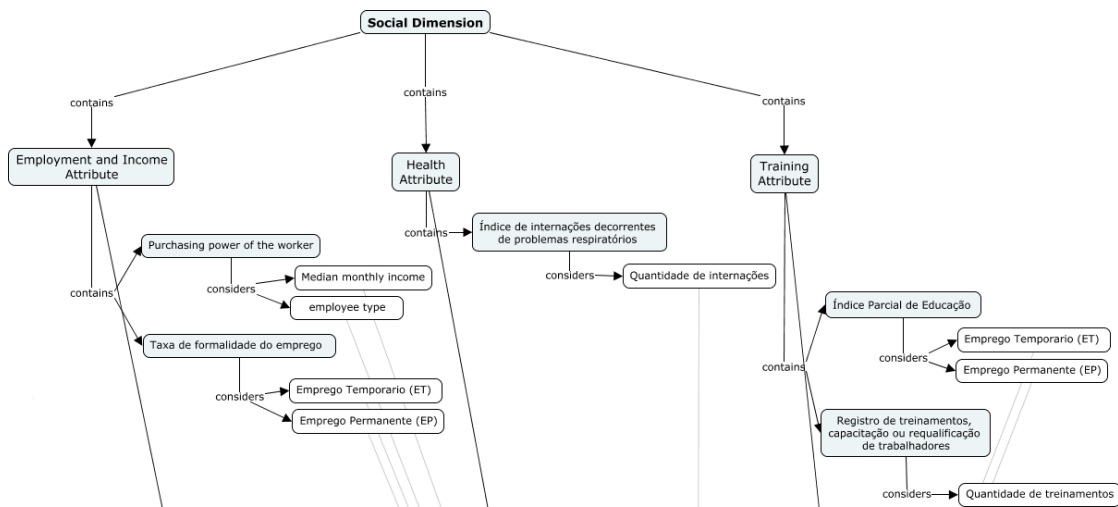 Social Dimension
contains
contains
contains
Employment and Income
Attribute
Health
Attribute
Training
Attribute
contains
Purchasing power of the worker
considers
Median monthly income
employee type
Taxa de formalidade do emprego
considers
Emprego Temporario (ET)
Emprego Permanente (EP)
contains
Índice de internações decorrentes
de problemas respiratórios
considers
Quantidade de internações
contains
Índice Parcial de Educação
considers
Emprego Temporario (ET)
Emprego Permanente (EP)
Registro de treinamentos,
capacitação ou requalificação
de trabalhadores
considers
Quantidade de treinamentos